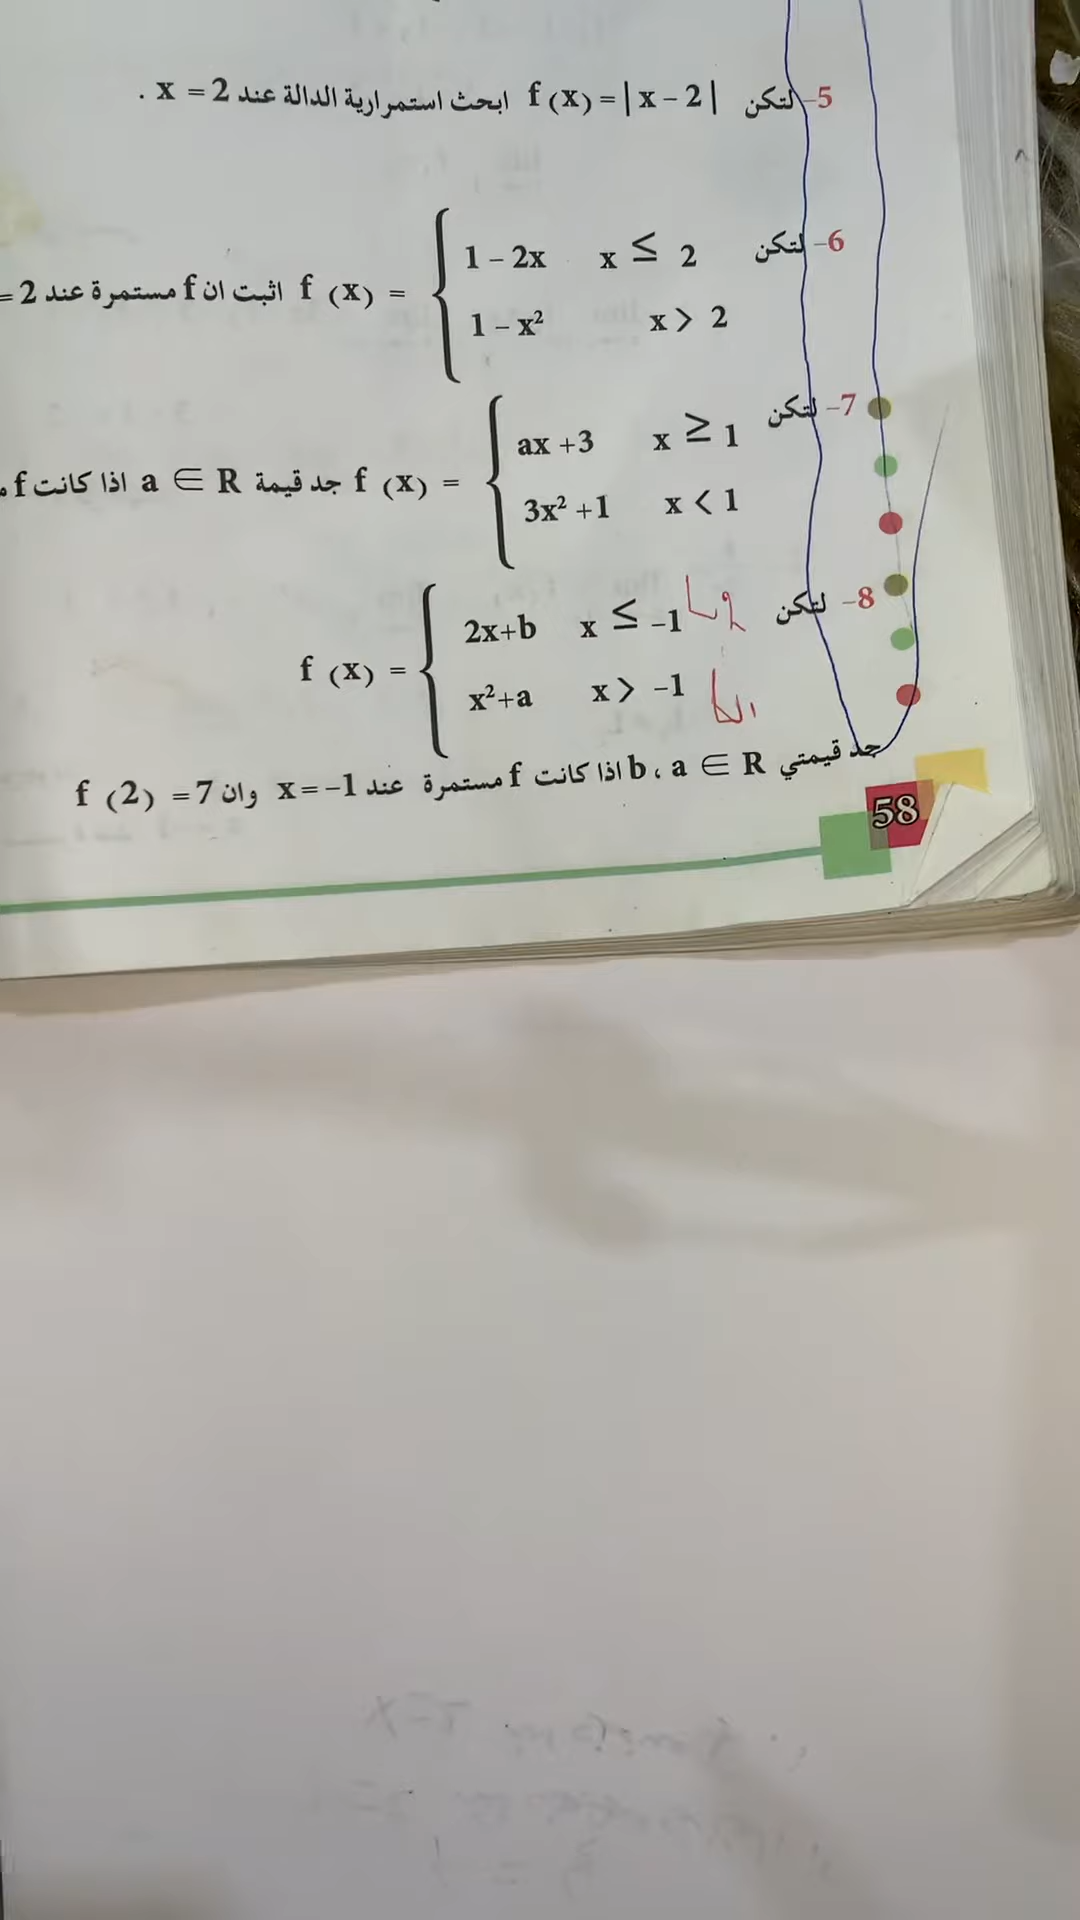 5- لتكن f (x) = | x - 2 | ابحث استمرارية الدالة عند x = 2 .
6- لتكن
f (x) = { 1 - 2x x ≤ 2
1 - x² x > 2
اثبت ان f مستمرة عند 2 =
7- لتكن
f (x) = { ax +3 x ≥ 1
3x² +1 x < 1
جد قيمة a ∈ R اذا كانت f
8- لتكن
f (x) = { 2x+b x ≤ -1 L2
x²+a x > -1 L1
جد قيمتي b ، a ∈ R اذا كانت f مستمرة عند x = -1 وان f (2) = 7
58